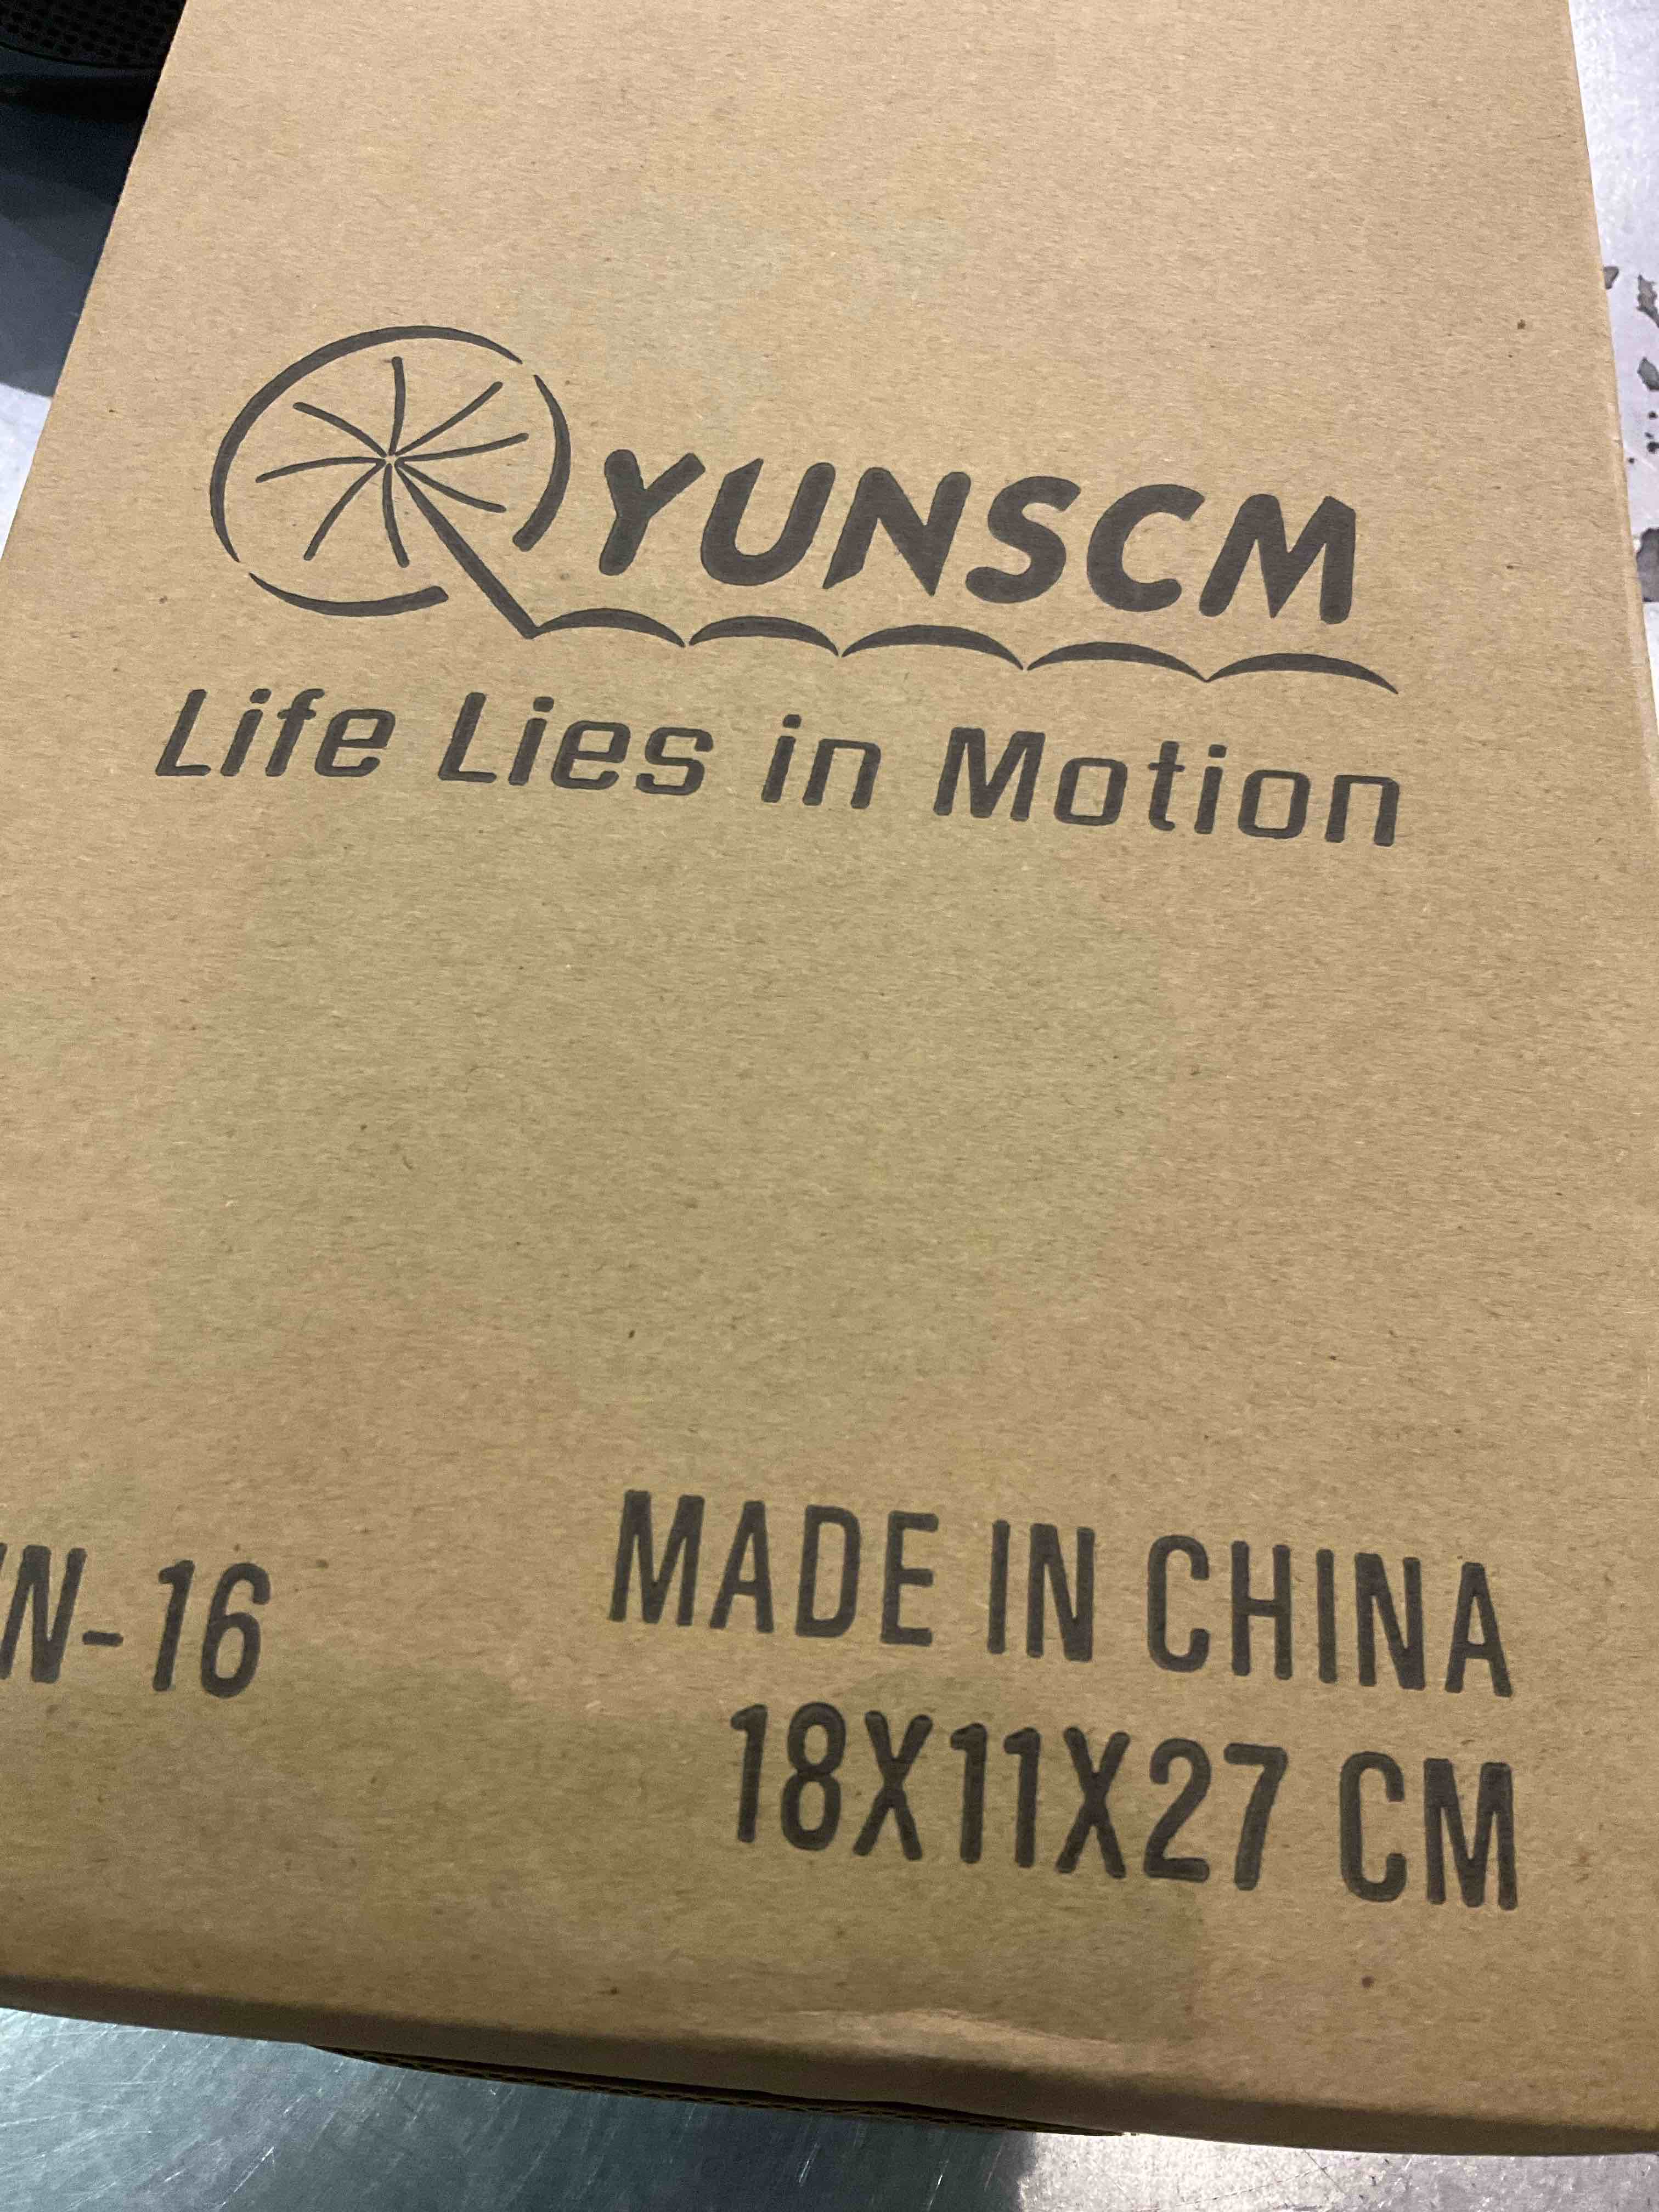 YUNSCM
Life Lies in Motion
N-16
MADE IN CHINA
18X11X27 CM